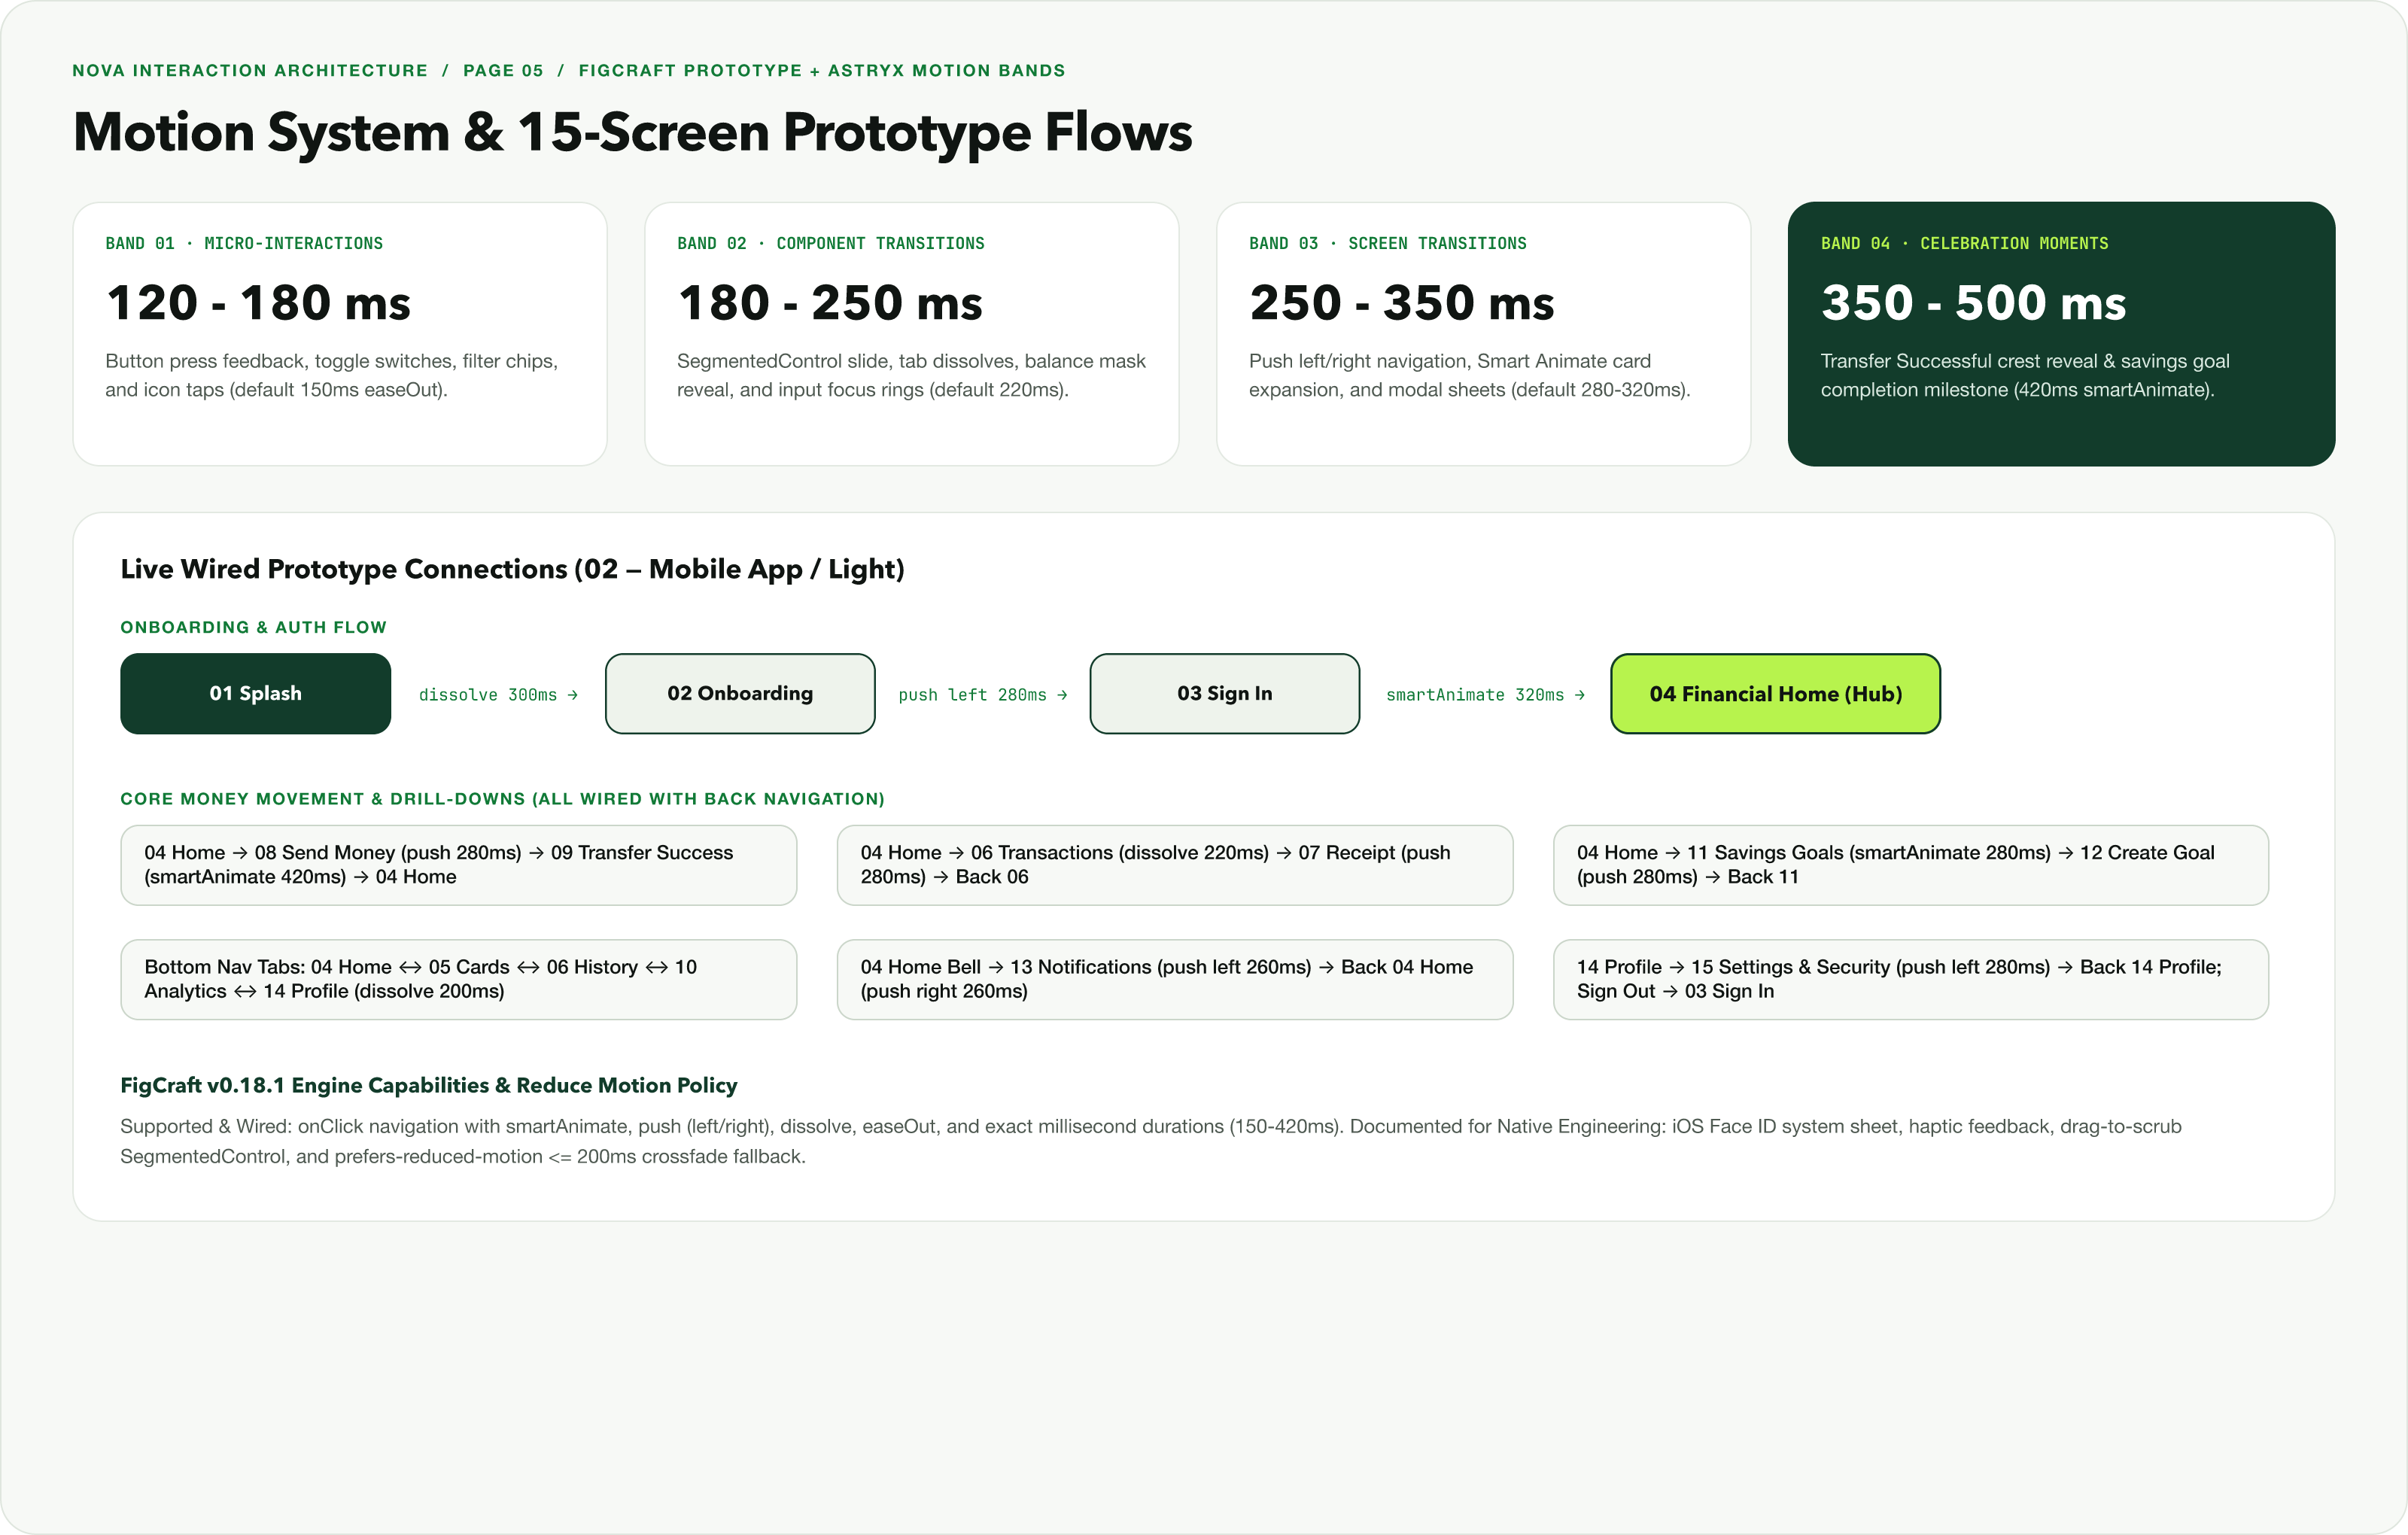 NOVA INTERACTION ARCHITECTURE / PAGE 05 / FIGCRAFT PROTOTYPE + ASTRYX MOTION BANDS
Motion System & 15-Screen Prototype Flows
BAND 01 · MICRO-INTERACTIONS
120 - 180 ms
Button press feedback, toggle switches, filter chips,
and icon taps (default 150ms easeOut).
BAND 02 · COMPONENT TRANSITIONS
180 - 250 ms
SegmentedControl slide, tab dissolves, balance mask
reveal, and input focus rings (default 220ms).
BAND 03 · SCREEN TRANSITIONS
250 - 350 ms
Push left/right navigation, Smart Animate card
expansion, and modal sheets (default 280-320ms).
BAND 04 · CELEBRATION MOMENTS
350 - 500 ms
Transfer Successful crest reveal & savings goal
completion milestone (420ms smartAnimate).
Live Wired Prototype Connections (02 — Mobile App / Light)
ONBOARDING & AUTH FLOW
01 Splash
dissolve 300ms →
02 Onboarding
push left 280ms →
03 Sign In
smartAnimate 320ms →
04 Financial Home (Hub)
CORE MONEY MOVEMENT & DRILL-DOWNS (ALL WIRED WITH BACK NAVIGATION)
04 Home → 08 Send Money (push 280ms) → 09 Transfer Success
(smartAnimate 420ms) → 04 Home
04 Home → 06 Transactions (dissolve 220ms) → 07 Receipt (push
280ms) → Back 06
04 Home → 11 Savings Goals (smartAnimate 280ms) → 12 Create Goal
(push 280ms) → Back 11
Bottom Nav Tabs: 04 Home ↔ 05 Cards ↔ 06 History ↔ 10
Analytics ↔ 14 Profile (dissolve 200ms)
04 Home Bell → 13 Notifications (push left 260ms) → Back 04 Home
(push right 260ms)
14 Profile → 15 Settings & Security (push left 280ms) → Back 14 Profile;
Sign Out → 03 Sign In
FigCraft v0.18.1 Engine Capabilities & Reduce Motion Policy
Supported & Wired: onClick navigation with smartAnimate, push (left/right), dissolve, easeOut, and exact millisecond durations (150-420ms). Documented for Native Engineering: iOS Face ID system sheet, haptic feedback, drag-to-scrub
SegmentedControl, and prefers-reduced-motion <= 200ms crossfade fallback.